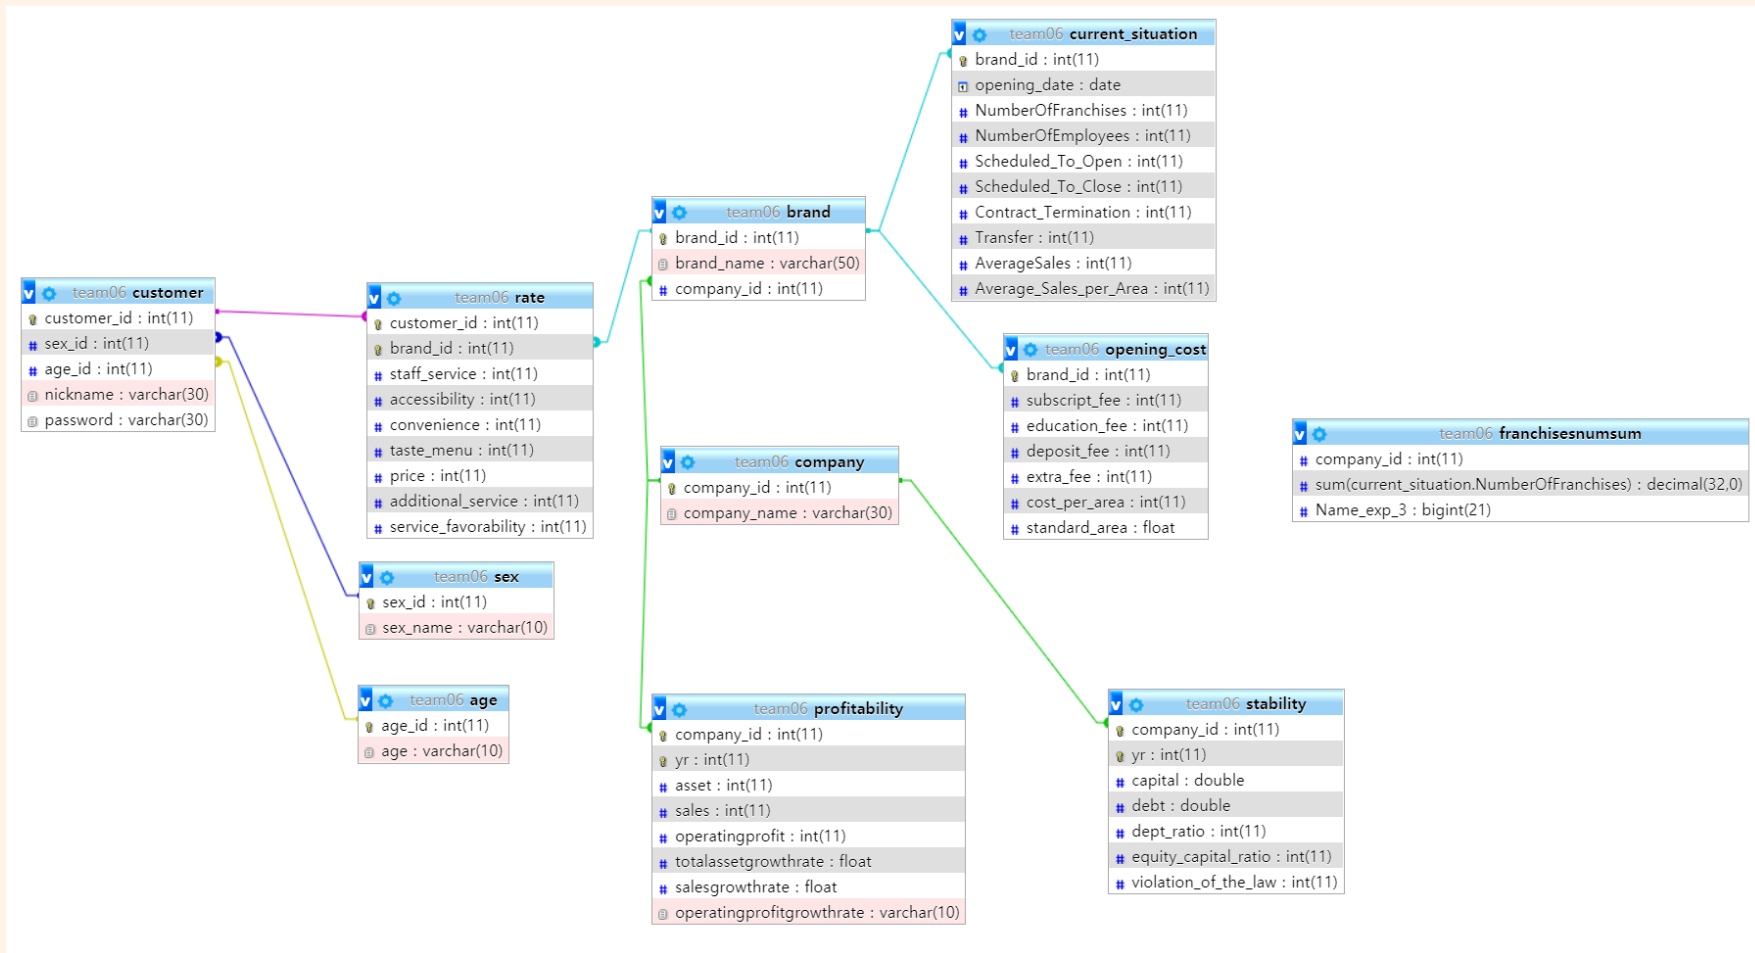 team06 current_situation
brand_id : int(11)
opening_date : date
NumberOfFranchises : int(11)
NumberOfEmployees : int(11)
Scheduled_To_Open : int(11)
Scheduled_To_Close : int(11)
Contract_Termination : int(11)
Transfer : int(11)
AverageSales : int(11)
Average_Sales_per_Area : int(11)
team06 brand
brand_id : int(11)
brand_name : varchar(50)
company_id : int(11)
team06 customer
customer_id : int(11)
sex_id : int(11)
age_id : int(11)
nickname : varchar(30)
password : varchar(30)
team06 rate
customer_id : int(11)
brand_id : int(11)
staff_service : int(11)
accessibility : int(11)
convenience : int(11)
taste_menu : int(11)
price : int(11)
additional_service : int(11)
service_favorability : int(11)
team06 opening_cost
brand_id : int(11)
subscript_fee : int(11)
education_fee : int(11)
deposit_fee : int(11)
extra_fee : int(11)
cost_per_area : int(11)
standard_area : float
team06 franchisesnumsum
company_id : int(11)
sum(current_situation.NumberOfFranchises) : decimal(32,0)
Name_exp_3 : bigint(21)
team06 company
company_id : int(11)
company_name : varchar(30)
team06 sex
sex_id : int(11)
sex_name : varchar(10)
team06 age
age_id : int(11)
age : varchar(10)
team06 profitability
company_id : int(11)
yr : int(11)
asset : int(11)
sales : int(11)
operatingprofit : int(11)
totalassetgrowthrate : float
salesgrowthrate : float
operatingprofitgrowthrate : varchar(10)
team06 stability
company_id : int(11)
yr : int(11)
capital : double
debt : double
dept_ratio : int(11)
equity_capital_ratio : int(11)
violation_of_the_law : int(11)